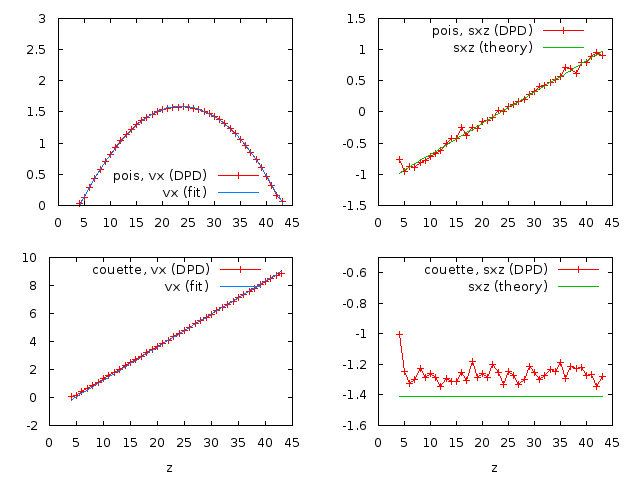 3
2.5
2
1.5
1
0.5
0
0 5 10 15 20 25 30 35 40 45
pois, vx (DPD)
vx (fit)
1.5
1
0.5
0
-0.5
-1
-1.5
0 5 10 15 20 25 30 35 40 45
pois, sxz (DPD)
sxz (theory)
10
8
6
4
2
0
-2
0 5 10 15 20 25 30 35 40 45
z
couette, vx (DPD)
vx (fit)
-0.6
-0.8
-1
-1.2
-1.4
-1.6
0 5 10 15 20 25 30 35 40 45
z
couette, sxz (DPD)
sxz (theory)